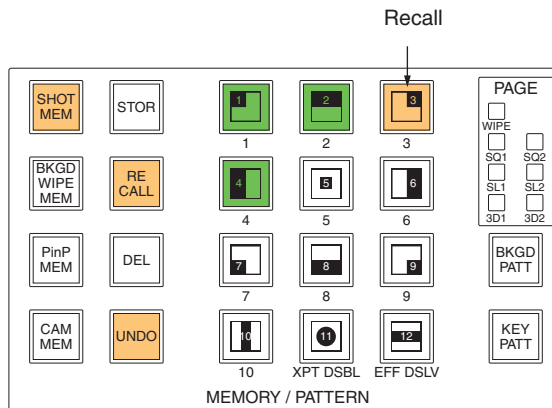 Recall
SHOT
MEM
STOR
1
2
3
PAGE
WIPE
1
2
3
SQ1
SQ2
BKGD
WIPE
MEM
RE
CALL
4
5
6
SL1
SL2
3D1
3D2
4
5
6
PinP
MEM
DEL
7
8
9
BKGD
PATT
7
8
9
CAM
MEM
UNDO
10
11
12
KEY
PATT
10
XPT DSBL
EFF DSLV
MEMORY / PATTERN